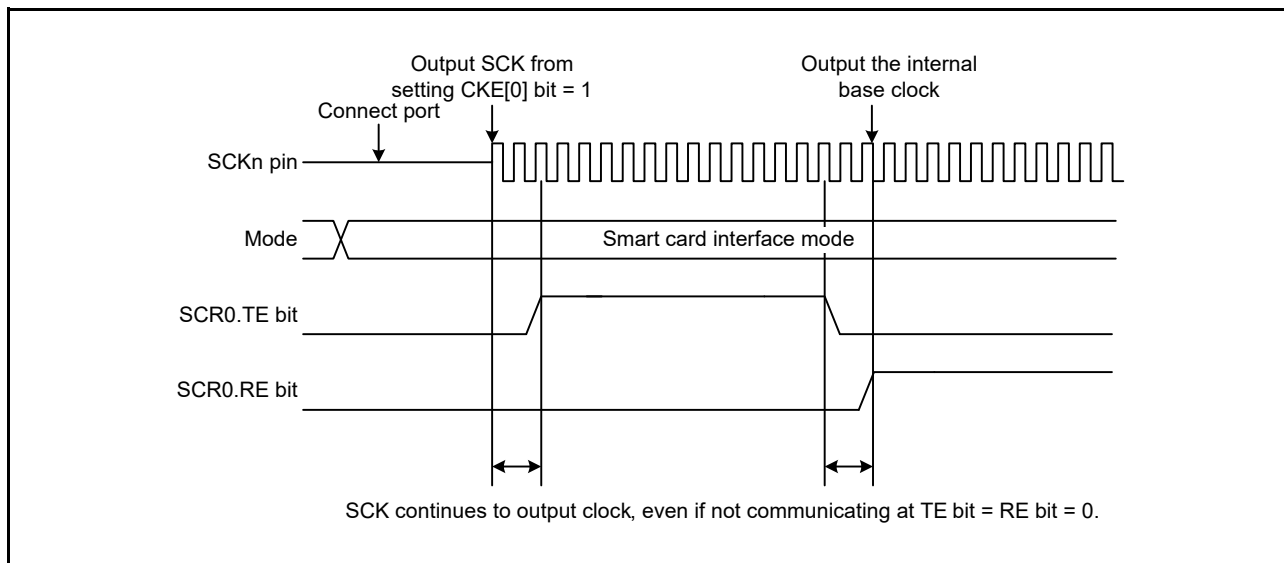 Output SCK from
setting CKE[0] bit = 1
Output the internal
base clock
Connect port
SCKn pin
Mode
Smart card interface mode
SCR0.TE bit
SCR0.RE bit
SCK continues to output clock, even if not communicating at TE bit = RE bit = 0.